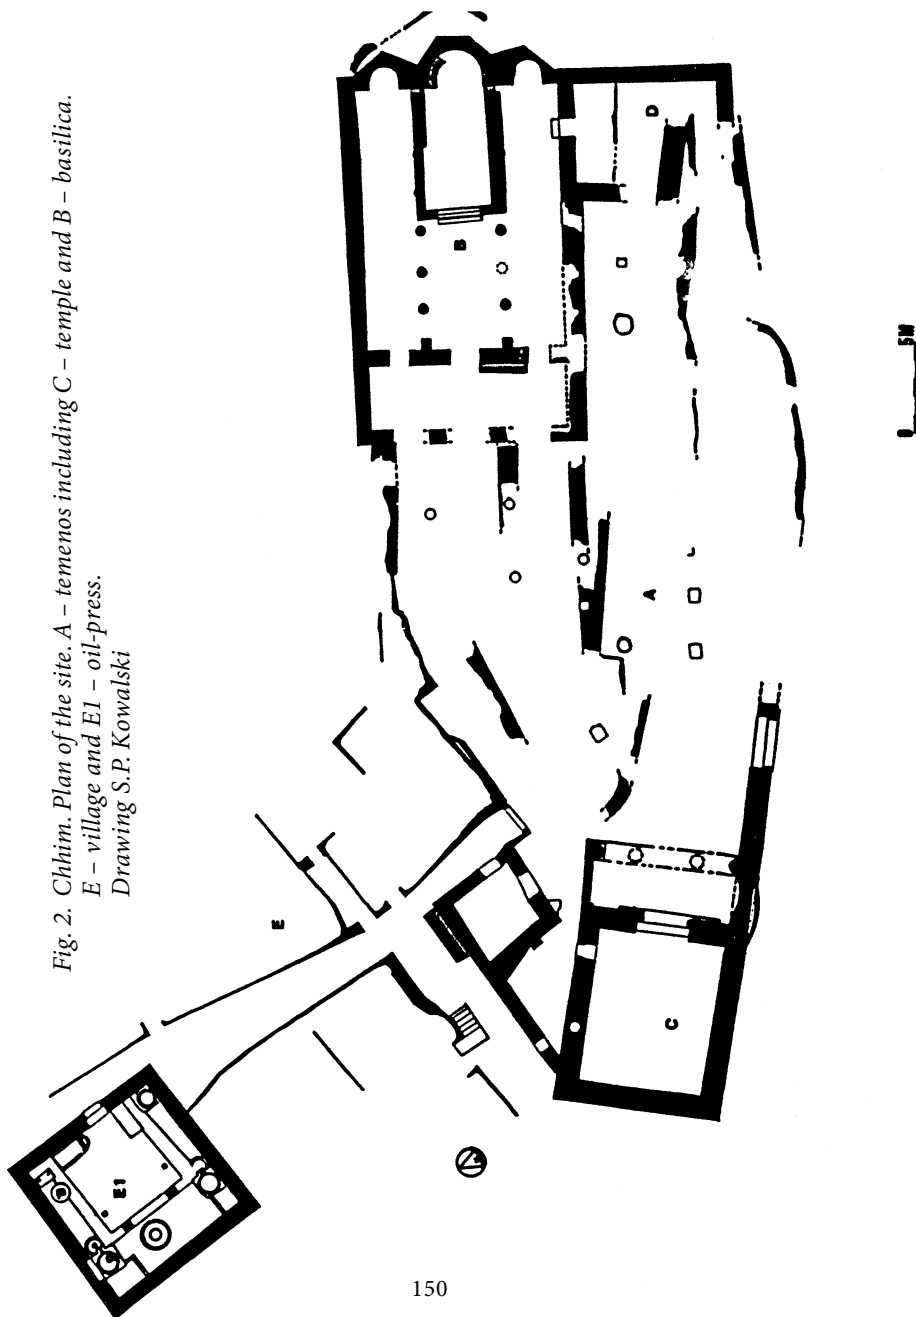 Fig. 2. Chhim. Plan of the site. A – temenos including C – temple and B – basilica.
E – village and E1 – oil-press.
Drawing S.P. Kowalski
D
B
A
E
C
E1
0 5M
150